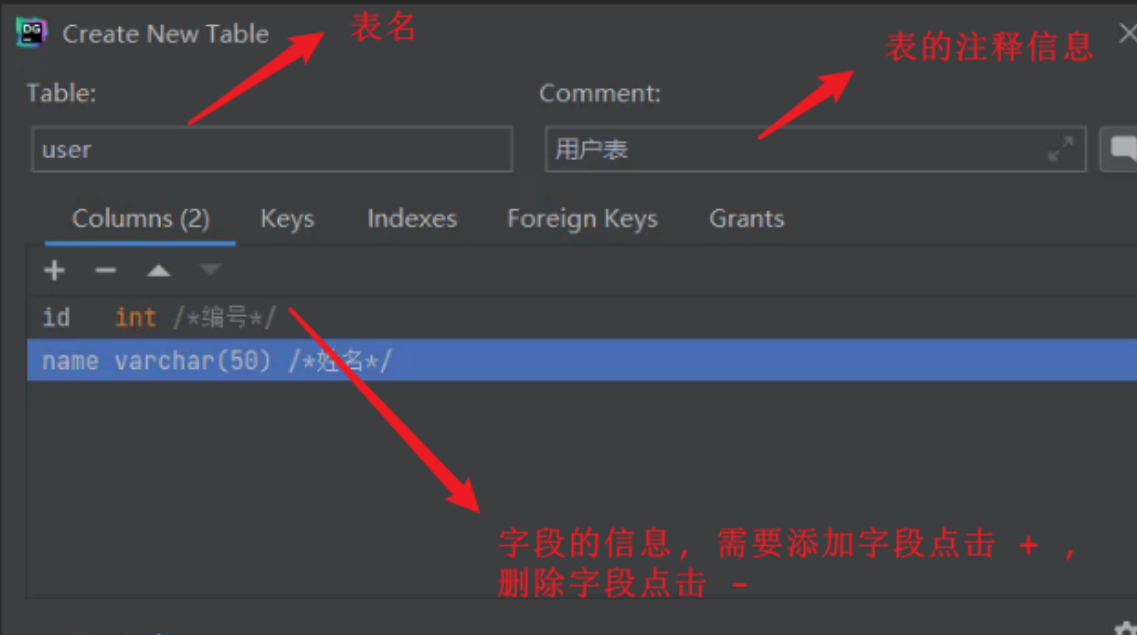 DG
Create New Table
表名
表的注释信息
Table:
Comment:
user
用户表
Columns (2)
Keys
Indexes
Foreign Keys
Grants
id int /*编号*/
name varchar(50) /*姓名*/
字段的信息, 需要添加字段点击 + ,
删除字段点击 -